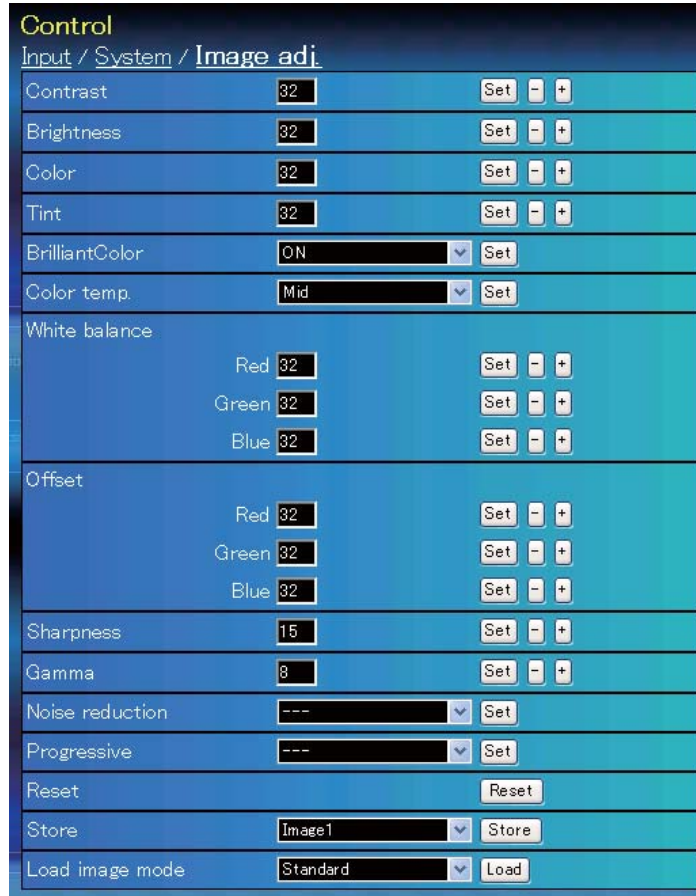 Control
Input / System / Image adj.
Contrast 32 Set - +
Brightness 32 Set - +
Color 32 Set - +
Tint 32 Set - +
BrilliantColor ON Set
Color temp. Mid Set
White balance
Red 32 Set - +
Green 32 Set - +
Blue 32 Set - +
Offset
Red 32 Set - +
Green 32 Set - +
Blue 32 Set - +
Sharpness 15 Set - +
Gamma 8 Set - +
Noise reduction --- Set
Progressive --- Set
Reset Reset
Store Image1 Store
Load image mode Standard Load